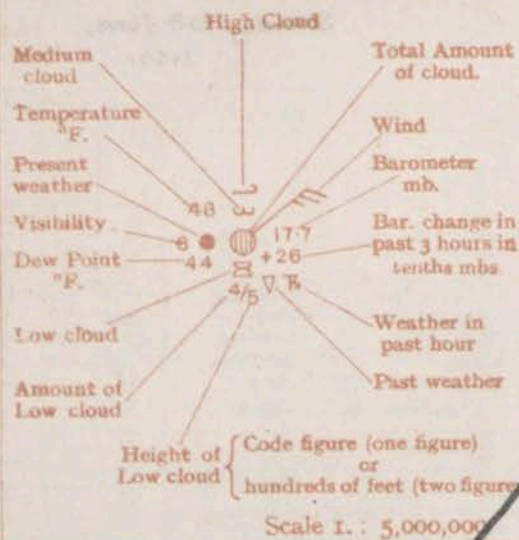 High Cloud
Medium
cloud
Total Amount
of cloud.
Temperature
°F.
Wind
Present
weather
Barometer
mb.
48
Visibility
6
17.7
Bar. change in
past 3 hours in
tenths mbs.
Dew Point
°F.
44
+26
4/5
Low cloud
Weather in
past hour
Amount of
Low cloud
Past weather
Height of
Low cloud
Code figure (one figure)
or
hundreds of feet (two figure
Scale 1. : 5,000,000